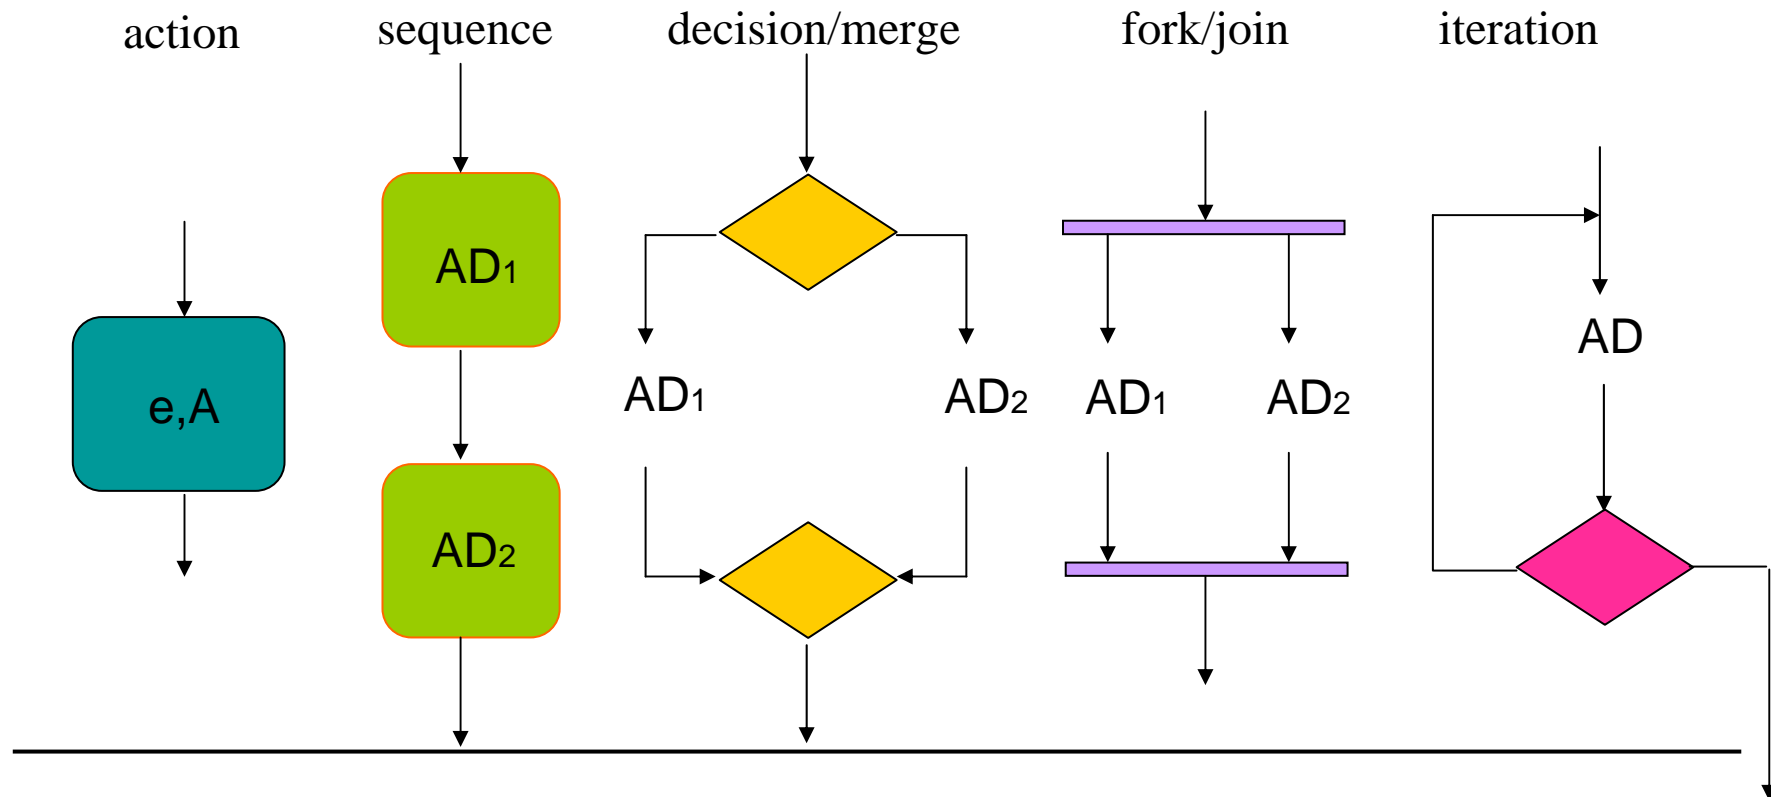 action sequence decision/merge fork/join iteration
AD1
AD
e,A
AD1 AD2 AD1 AD2
AD2